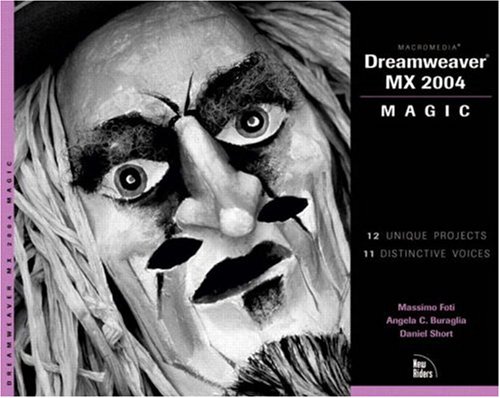 DREAMWEAVER MX 2004 MAGIC
MACROMEDIA®
Dreamweaver®
MX 2004
MAGIC
12 UNIQUE PROJECTS
11 DISTINCTIVE VOICES
Massimo Foti
Angela C. Buraglia
Daniel Short
New
Riders